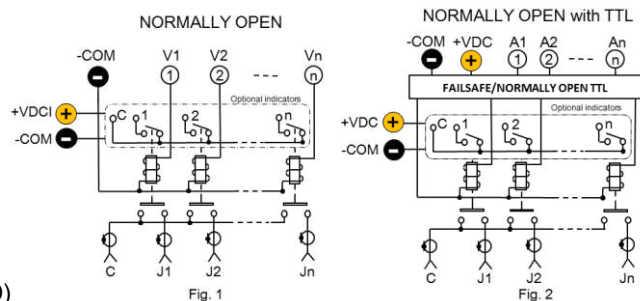 NORMALLY OPEN
-COM V1 V2 Vn
1 2 ---- n
+VDCI
-COM
Optional indicators
C 1 2 n
C J1 J2 Jn
Fig. 1
NORMALLY OPEN with TTL
-COM +VDC A1 A2 An
1 2 ---- n
FAILSAFE/NORMALLY OPEN TTL
Optional indicators
+VDC
-COM
C 1 2 n
C J1 J2 Jn
Fig. 2
)